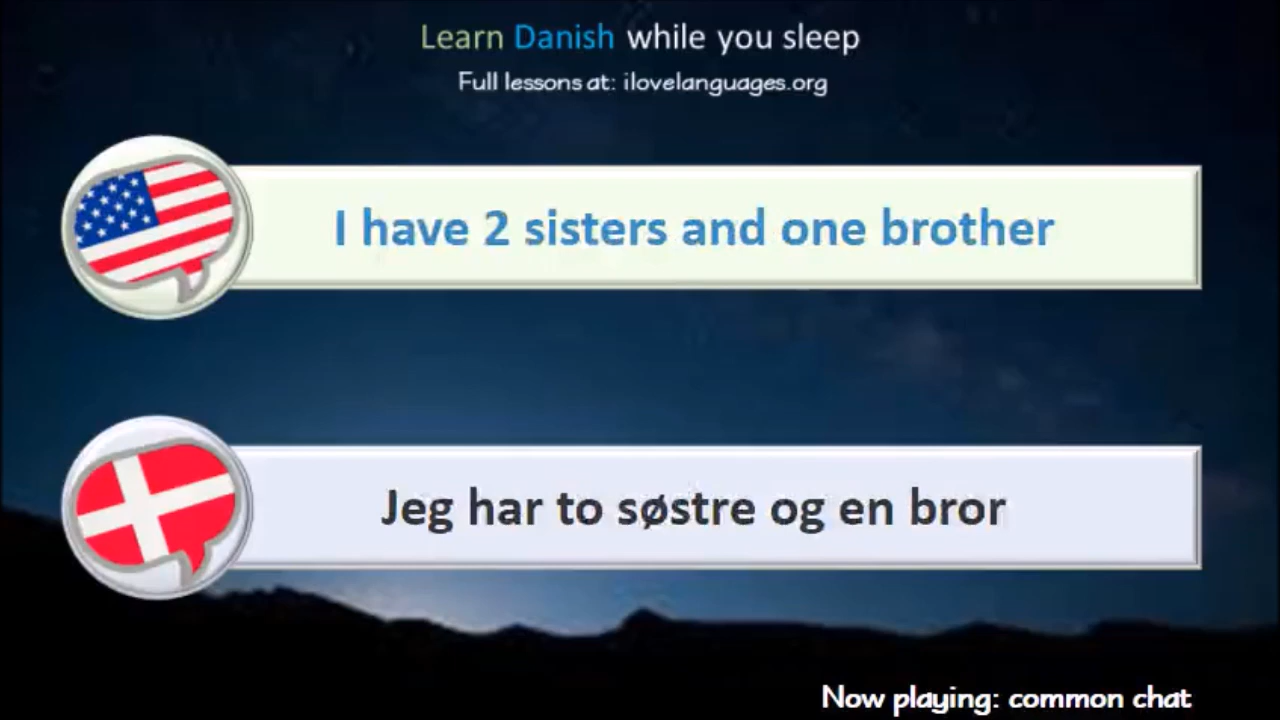 Learn Danish while you sleep
Full lessons at: ilovelanguages.org
I have 2 sisters and one brother
Jeg har to søstre og en bror
Now playing: common chat